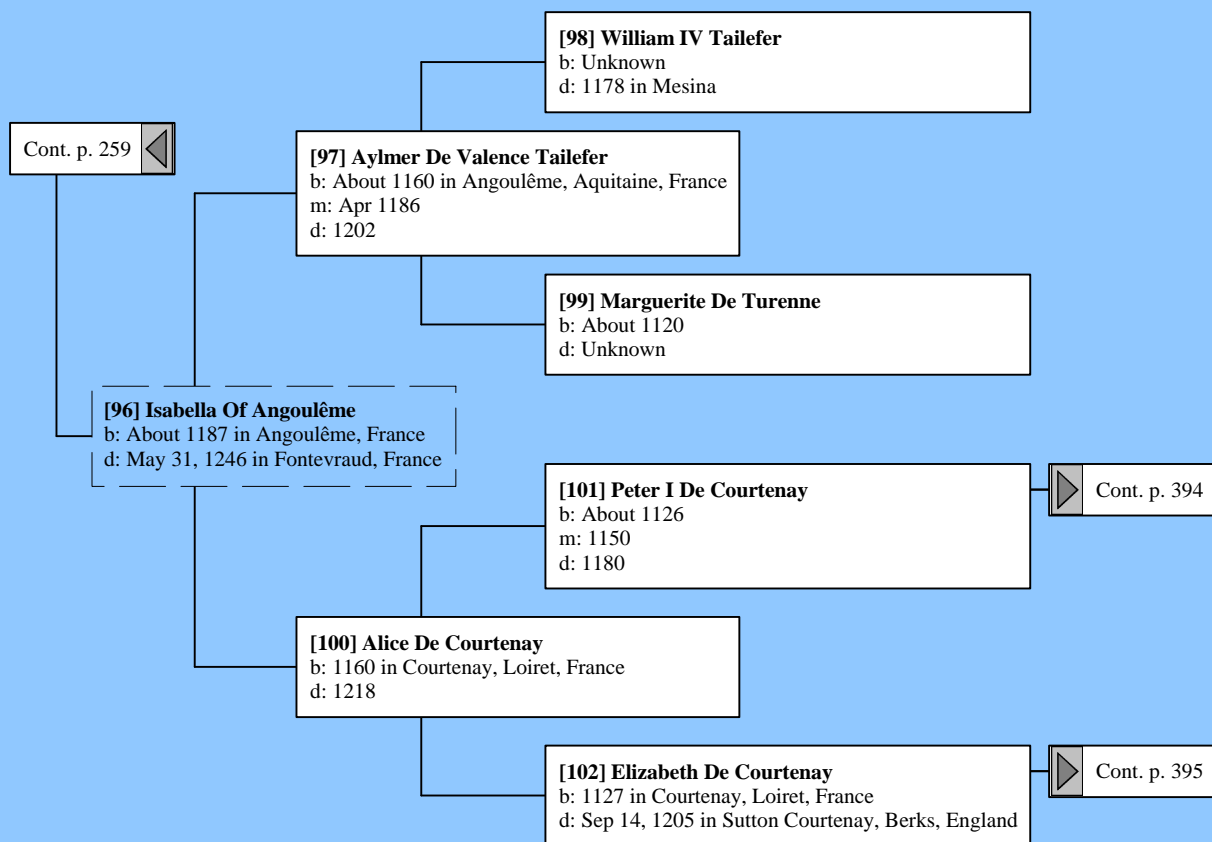 [98] William IV Tailefer
b: Unknown
d: 1178 in Mesina
Cont. p. 259
[97] Aylmer De Valence Tailefer
b: About 1160 in Angoulême, Aquitaine, France
m: Apr 1186
d: 1202
[99] Marguerite De Turenne
b: About 1120
d: Unknown
[96] Isabella Of Angoulême
b: About 1187 in Angoulême, France
d: May 31, 1246 in Fontevraud, France
[101] Peter I De Courtenay
b: About 1126
m: 1150
d: 1180
Cont. p. 394
[100] Alice De Courtenay
b: 1160 in Courtenay, Loiret, France
d: 1218
[102] Elizabeth De Courtenay
b: 1127 in Courtenay, Loiret, France
d: Sep 14, 1205 in Sutton Courtenay, Berks, England
Cont. p. 395